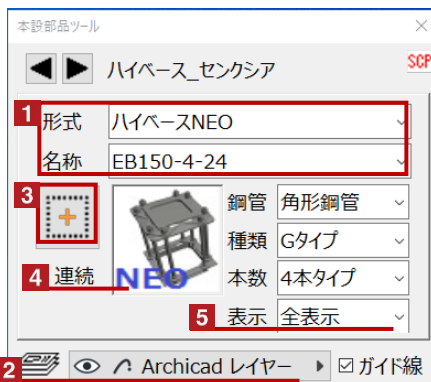 本設部品ツール
ハイベース_センクシア
SCP
1
形式 ハイベースNEO
名称 EB150-4-24
3
鋼管 角形鋼管
種類 Gタイプ
4 連続 NEO 本数 4本タイプ
5 表示 全表示
2 Archicad レイヤー ガイド線